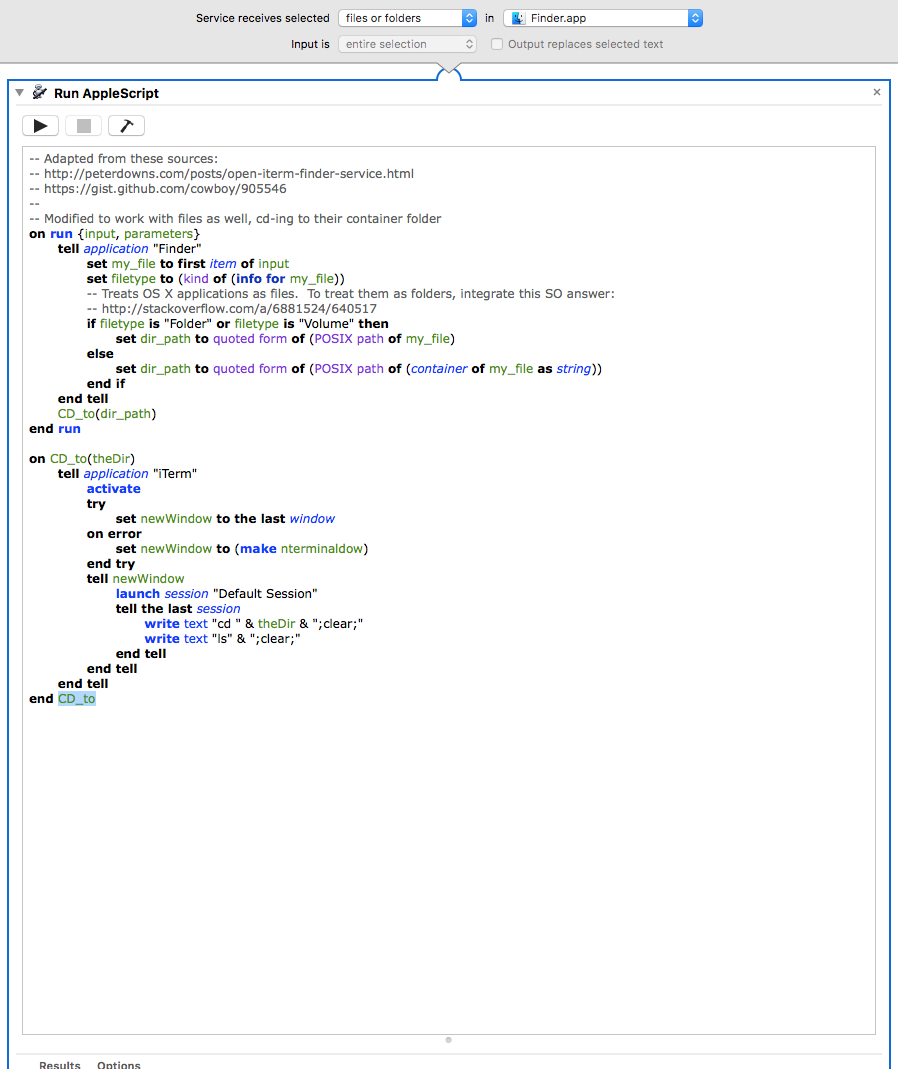 Service receives selected files or folders in Finder.app
Input is entire selection Output replaces selected text
Run AppleScript
-- Adapted from these sources:
-- http://peterdowns.com/posts/open-iterm-finder-service.html
-- https://gist.github.com/cowboy/905546
--
-- Modified to work with files as well, cd-ing to their container folder
on run {input, parameters}
tell application "Finder"
set my_file to first item of input
set filetype to (kind of (info for my_file))
-- Treats OS X applications as files.  To treat them as folders, integrate this SO answer:
-- http://stackoverflow.com/a/6881524/640517
if filetype is "Folder" or filetype is "Volume" then
set dir_path to quoted form of (POSIX path of my_file)
else
set dir_path to quoted form of (POSIX path of (container of my_file as string))
end if
end tell
CD_to(dir_path)
end run
on CD_to(theDir)
tell application "iTerm"
activate
try
set newWindow to the last window
on error
set newWindow to (make nterminaldow)
end try
tell newWindow
launch session "Default Session"
tell the last session
write text "cd " & theDir & ";clear;"
write text "ls" & ";clear;"
end tell
end tell
end tell
end CD_to
Results Options